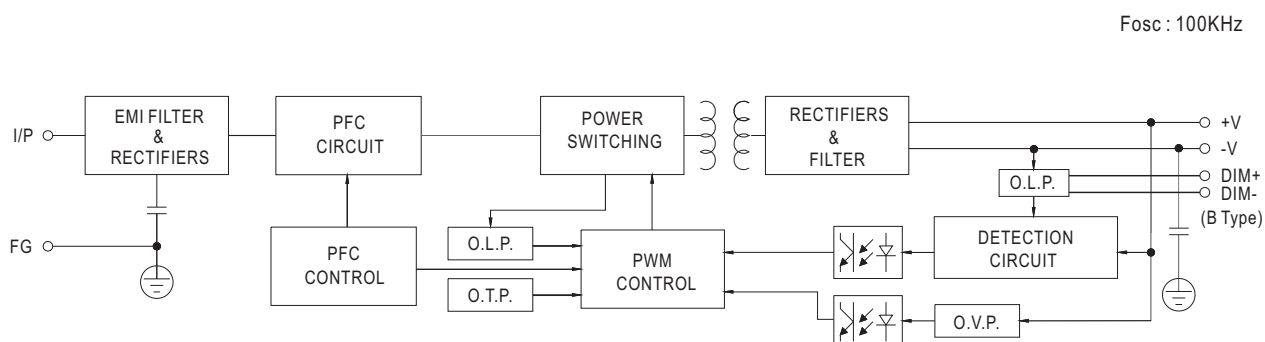 Fosc : 100KHz
I/P
EMI FILTER
&
RECTIFIERS
PFC
CIRCUIT
POWER
SWITCHING
RECTIFIERS
&
FILTER
+V
-V
DIM+
DIM-
(B Type)
O.L.P.
FG
PFC
CONTROL
O.L.P.
O.T.P.
PWM
CONTROL
DETECTION
CIRCUIT
O.V.P.